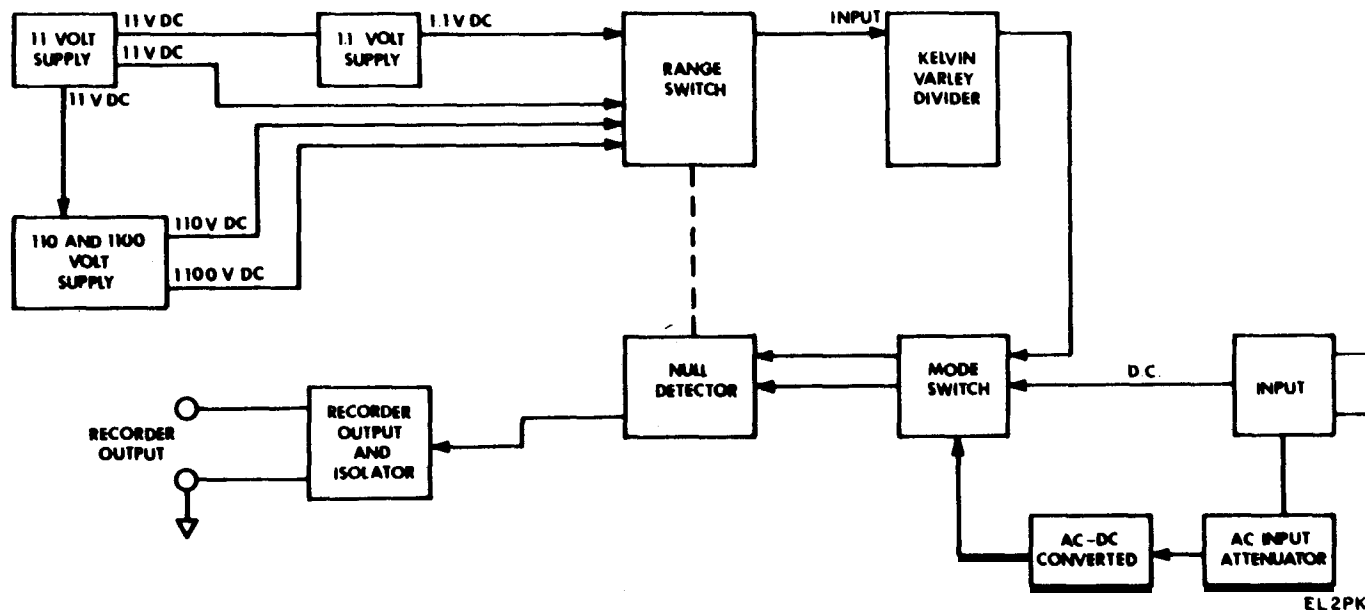 11 V DC
1.1 V DC
INPUT
11 VOLT
SUPPLY
11 V DC
1.1 VOLT
SUPPLY
RANGE
SWITCH
KELVIN
VARLEY
DIVIDER
11 V DC
110 AND 1100
VOLT
SUPPLY
110 V DC
1100 V DC
NULL
DETECTOR
MODE
SWITCH
D.C.
INPUT
RECORDER
OUTPUT
RECORDER
OUTPUT
AND
ISOLATOR
AC-DC
CONVERTED
AC INPUT
ATTENUATOR
EL2PK